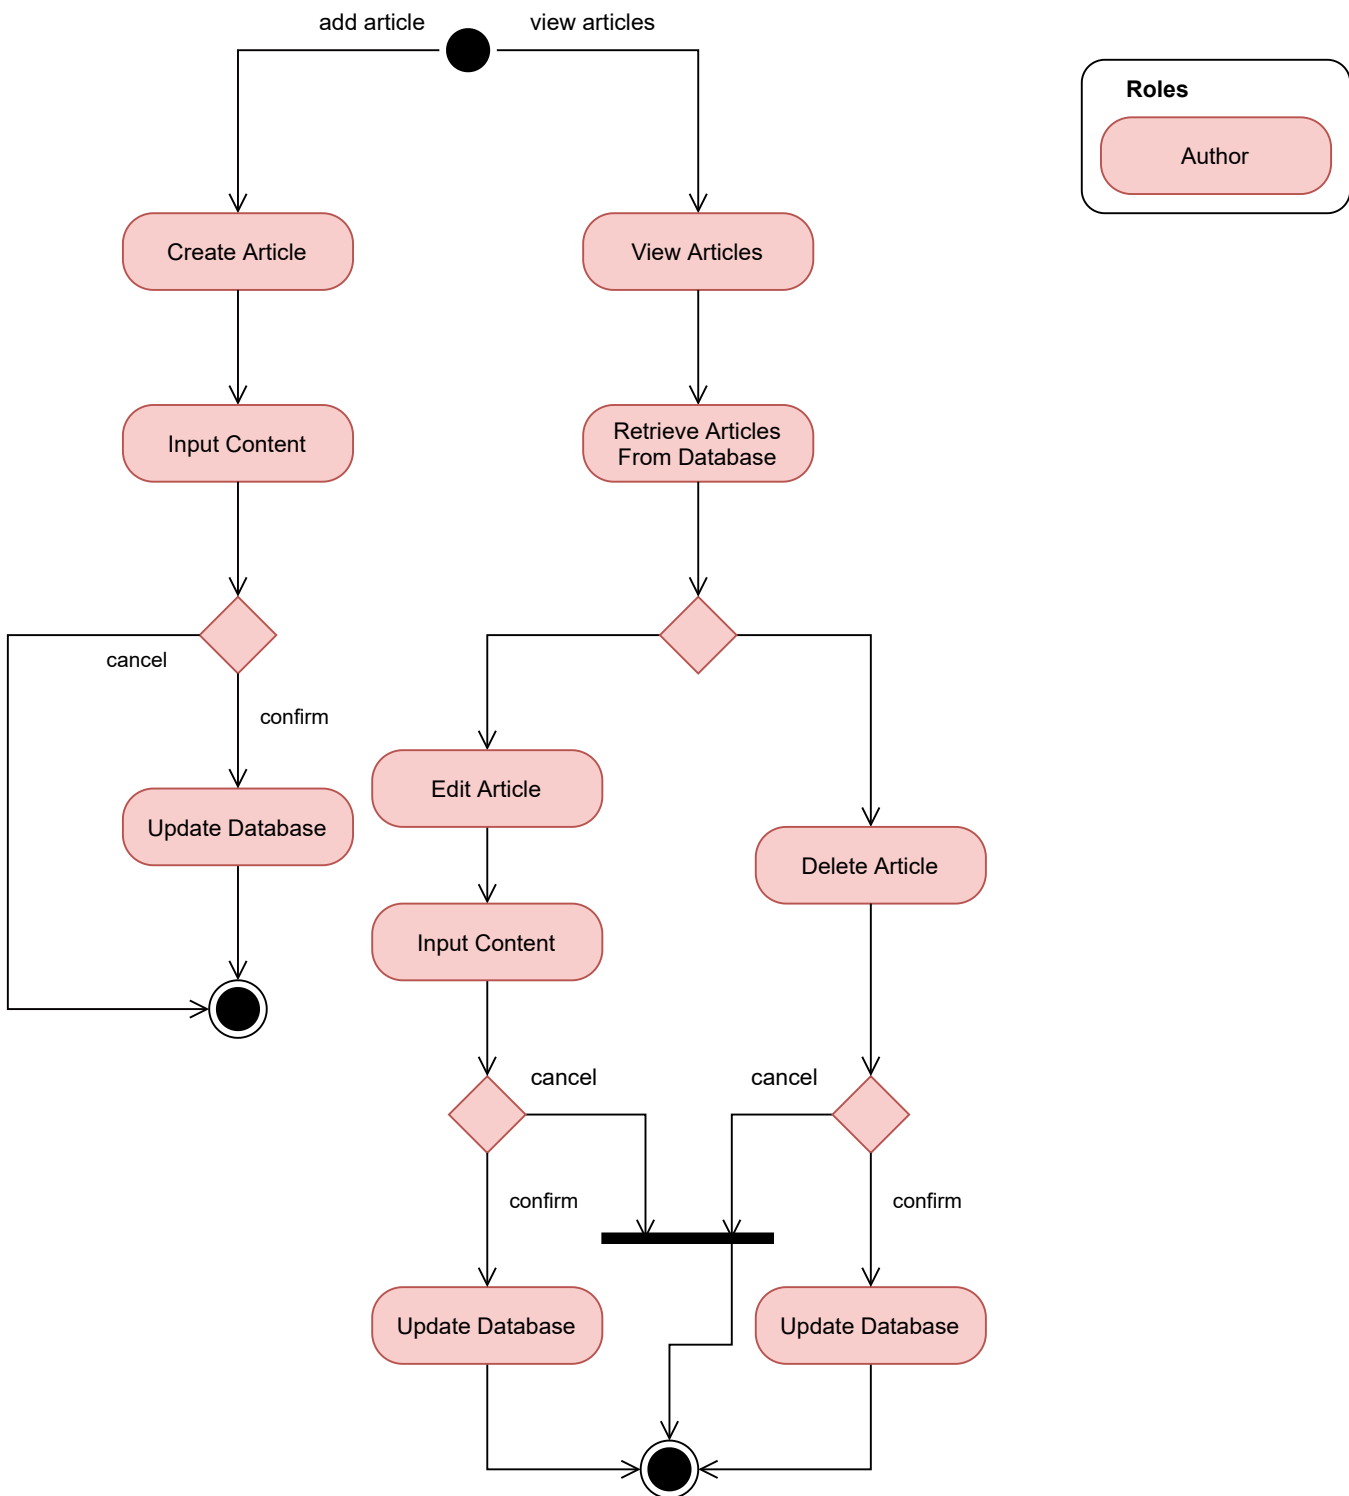 add article
view articles
Roles
Author
Create Article
View Articles
Input Content
Retrieve Articles
From Database
cancel
confirm
Edit Article
Update Database
Delete Article
Input Content
cancel
cancel
confirm
confirm
Update Database
Update Database